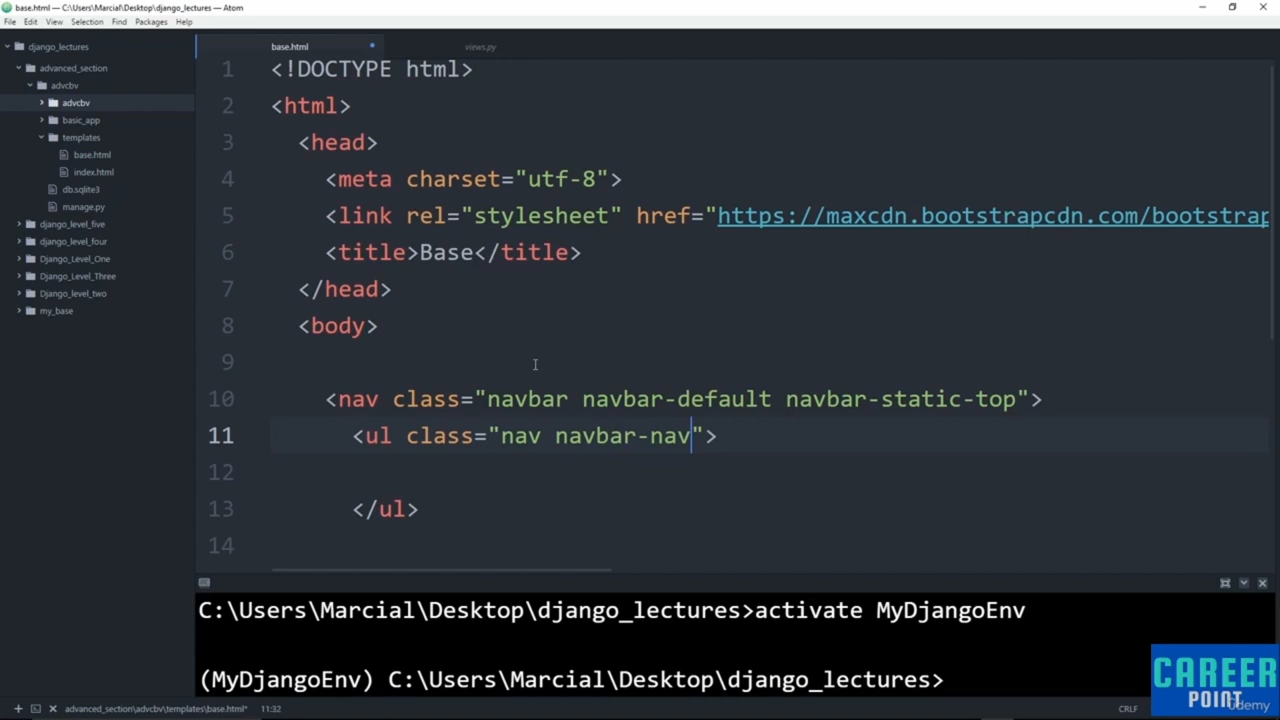 base.html — C:\Users\Marcial\Desktop\django_lectures — Atom
File Edit View Selection Find Packages Help
django_lectures
advanced_section
advcbv
advcbv
basic_app
templates
base.html
index.html
db.sqlite3
manage.py
django_level_five
django_level_four
Django_Level_One
Django_Level_Three
Django_level_two
my_base
base.html views.py
1 <!DOCTYPE html>
2 <html>
3 <head>
4 <meta charset="utf-8">
5 <link rel="stylesheet" href="https://maxcdn.bootstrapcdn.com/bootstrap
6 <title>Base</title>
7 </head>
8 <body>
9
10 <nav class="navbar navbar-default navbar-static-top">
11 <ul class="nav navbar-nav">
12
13 </ul>
14
C:\Users\Marcial\Desktop\django_lectures>activate MyDjangoEnv
(MyDjangoEnv) C:\Users\Marcial\Desktop\django_lectures>
advanced_section\advcbv\templates\base.html* 11:32 CRLF
CAREER
POINT
Udemy